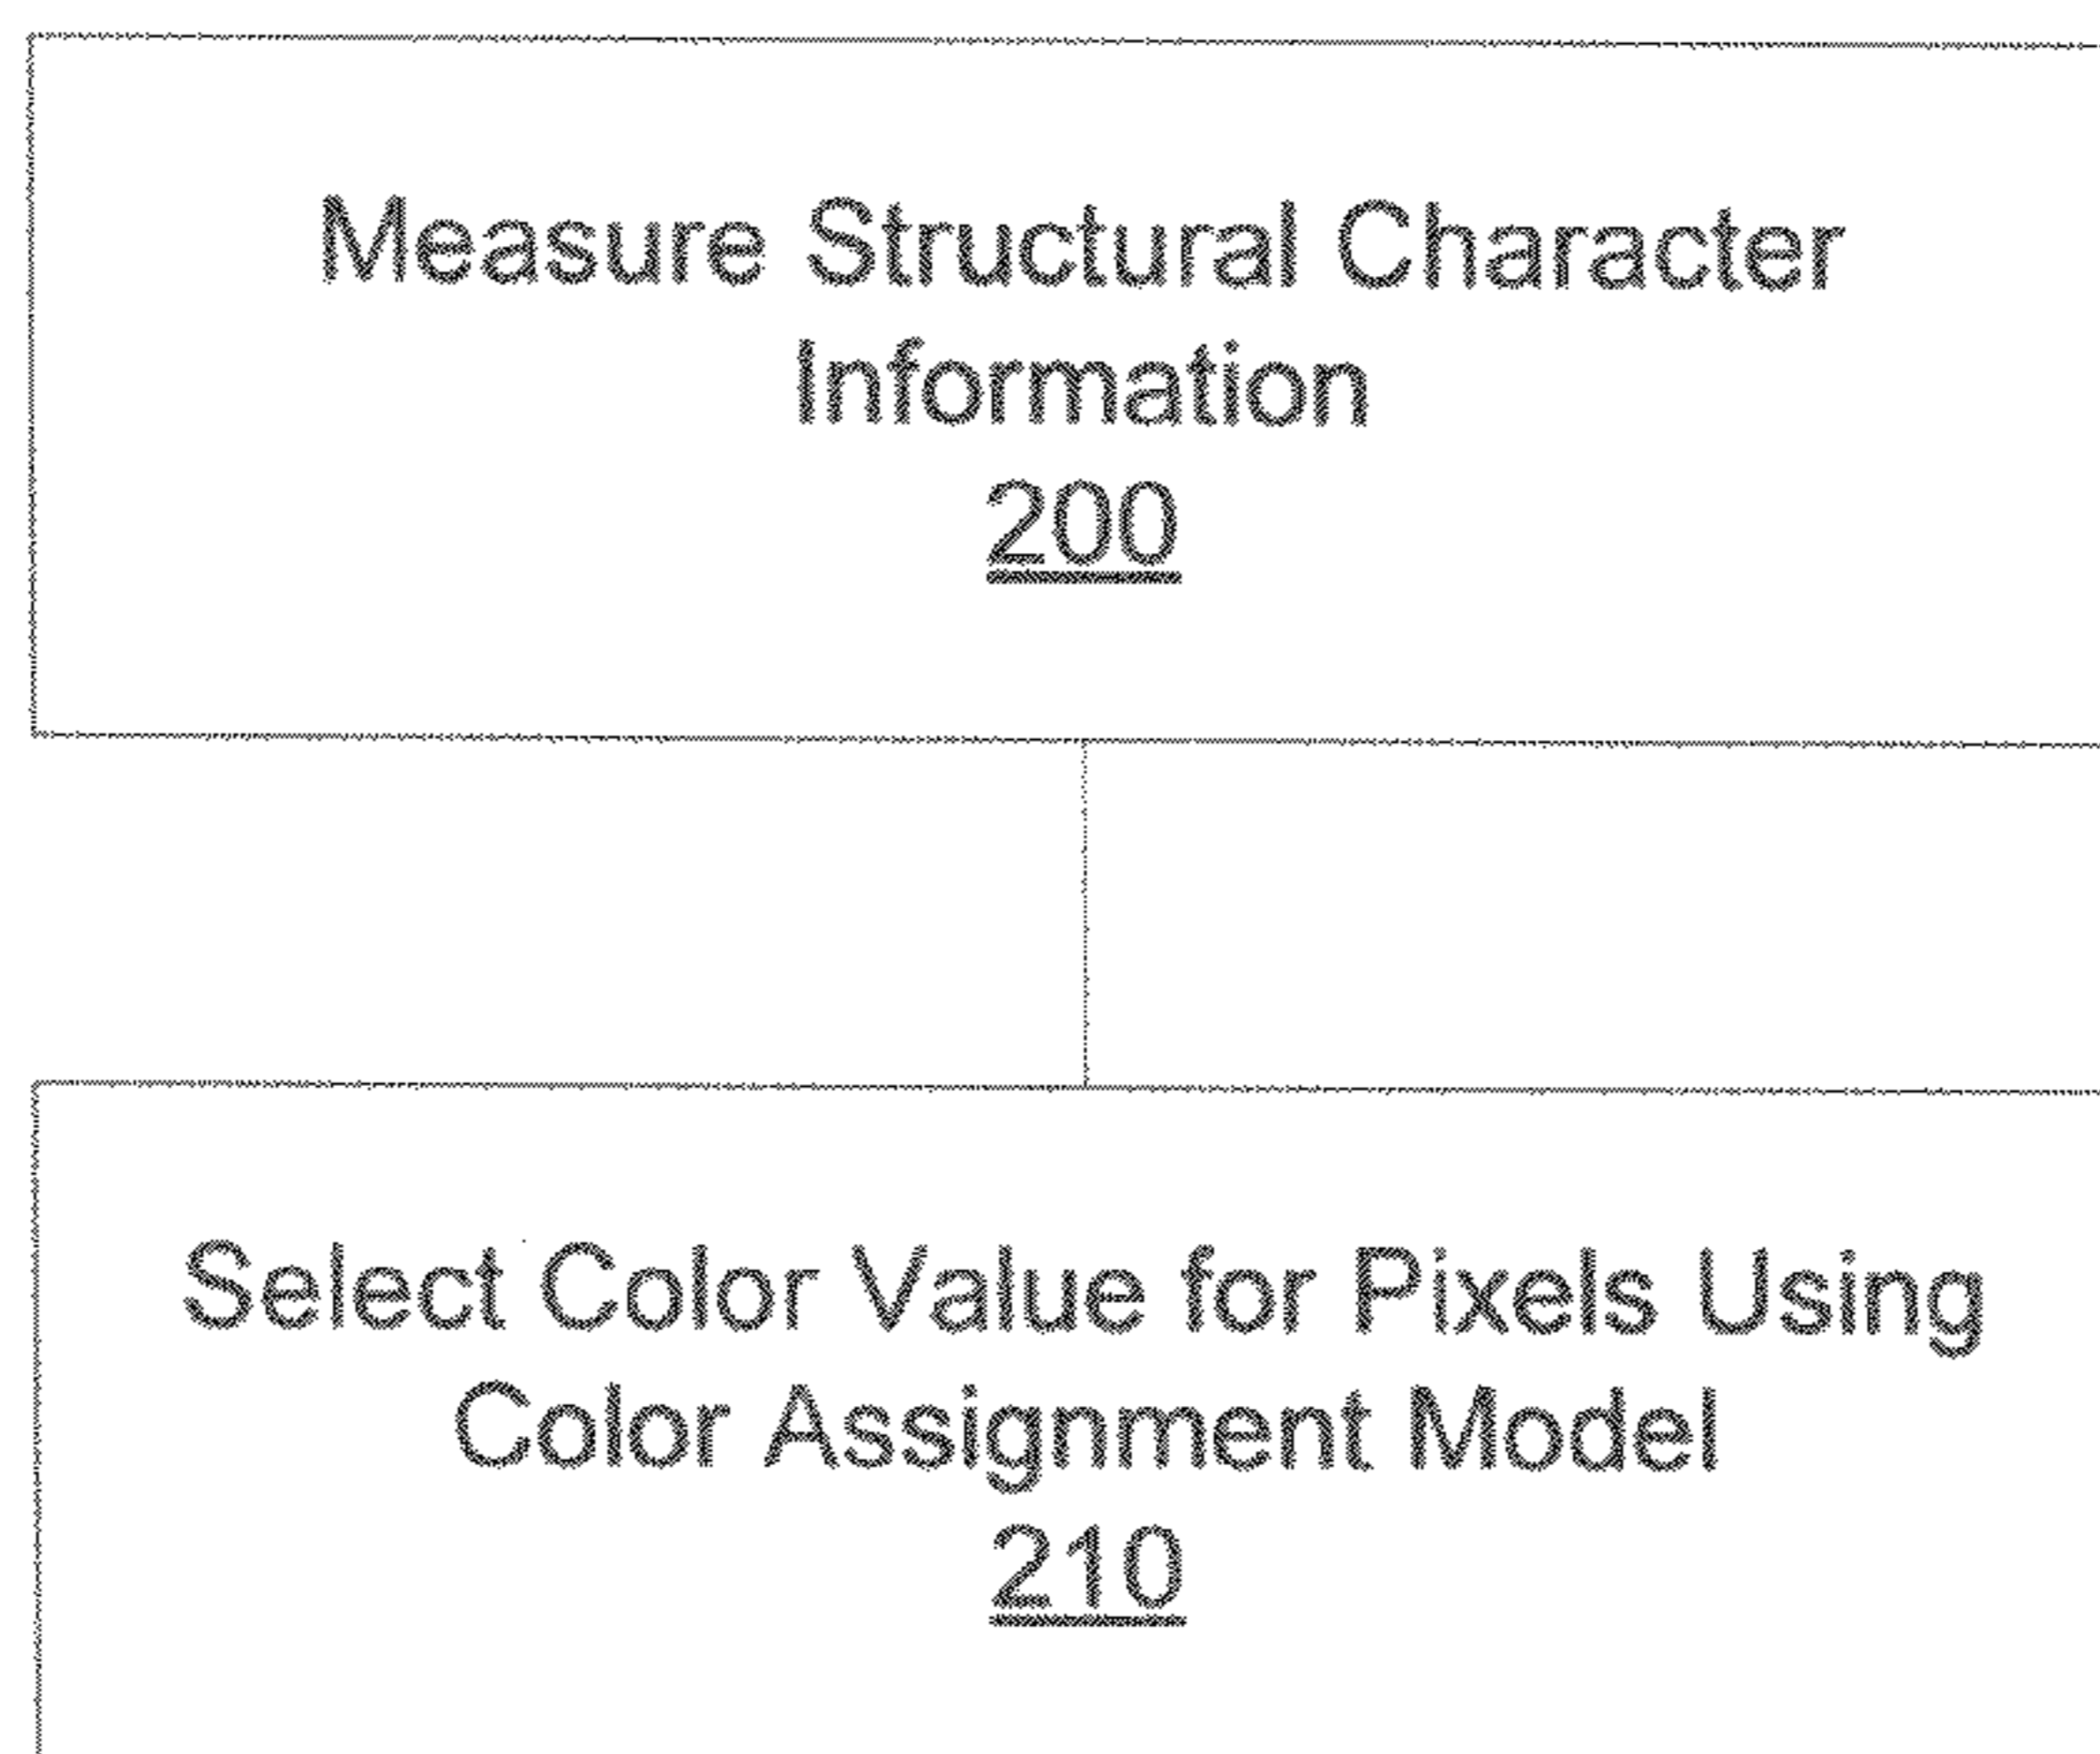 Measure Structural Character
Information
200
Select Color Value for Pixels Using
Color Assignment Model
210